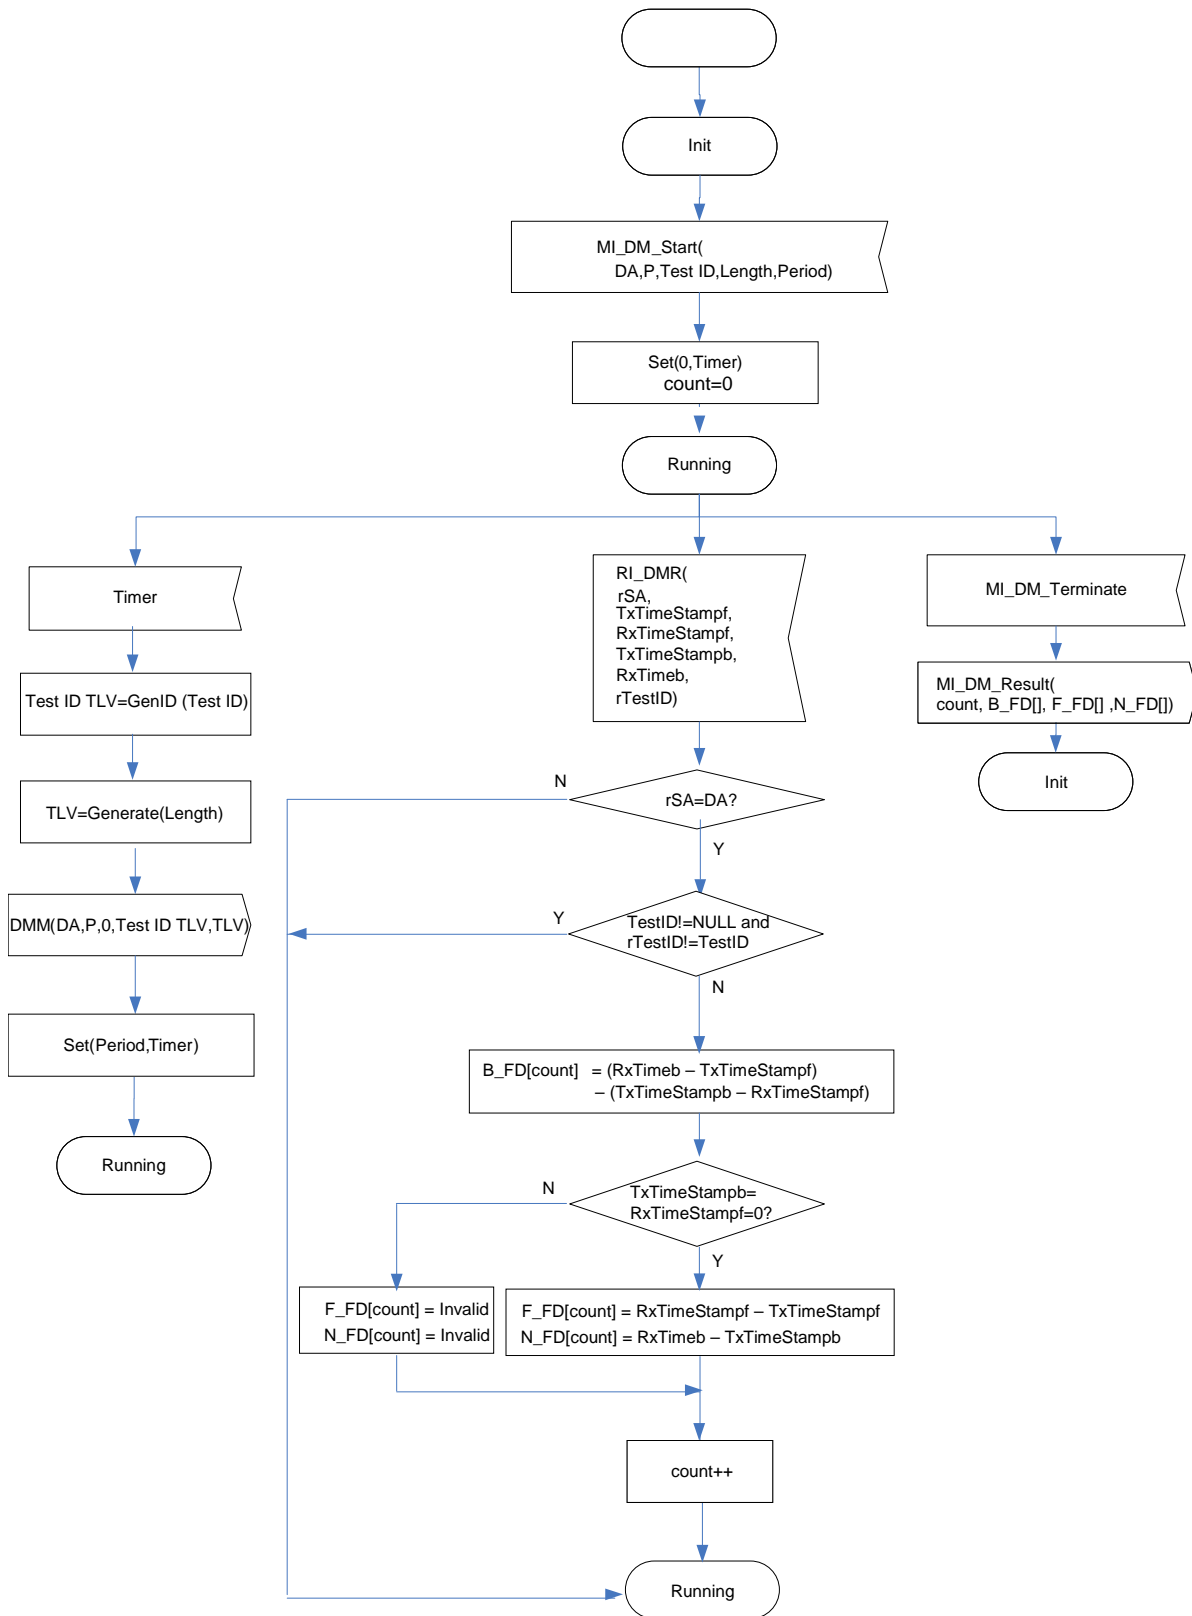 Init
MI_DM_Start(
DA,P,Test ID,Length,Period)
Set(0,Timer)
count=0
Running
Timer
Test ID TLV=GenID (Test ID)
TLV=Generate(Length)
DMM(DA,P,0,Test ID TLV,TLV)
Set(Period,Timer)
Running
RI_DMR(
rSA,
TxTimeStampf,
RxTimeStampf,
TxTimeStampb,
RxTimeb,
rTestID)
N
rSA=DA?
Y
Y
TestID!=NULL and
rTestID!=TestID
N
B_FD[count] = (RxTimeb – TxTimeStampf)
– (TxTimeStampb – RxTimeStampf)
N
TxTimeStampb=
RxTimeStampf=0?
Y
F_FD[count] = Invalid
N_FD[count] = Invalid
F_FD[count] = RxTimeStampf – TxTimeStampf
N_FD[count] = RxTimeb – TxTimeStampb
count++
Running
MI_DM_Terminate
MI_DM_Result(
count, B_FD[], F_FD[] ,N_FD[])
Init